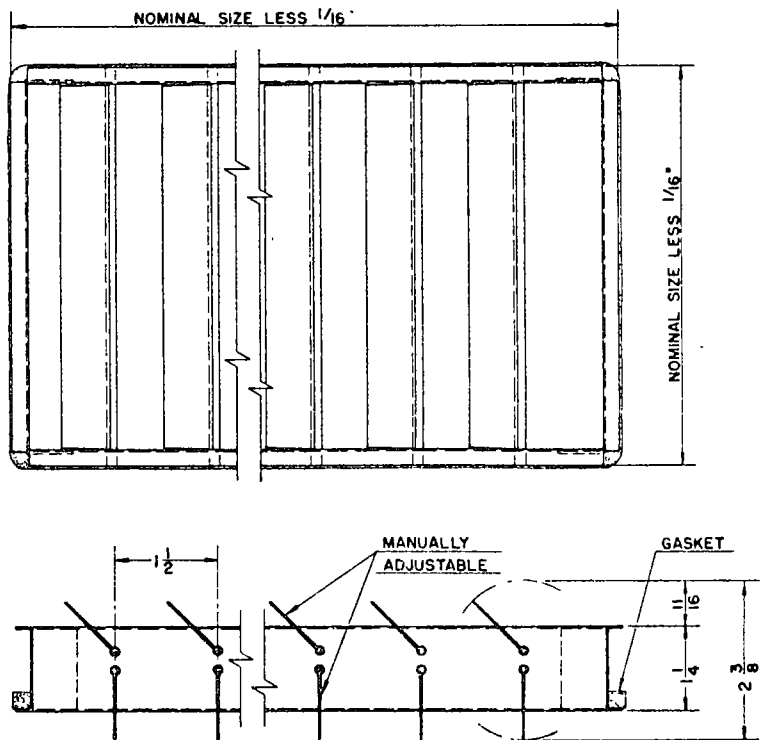 NOMINAL SIZE LESS 1/16"
NOMINAL SIZE LESS 1/16"
1 1/2
MANUALLY
ADJUSTABLE
GASKET
11/16
1 1/4
2 3/8